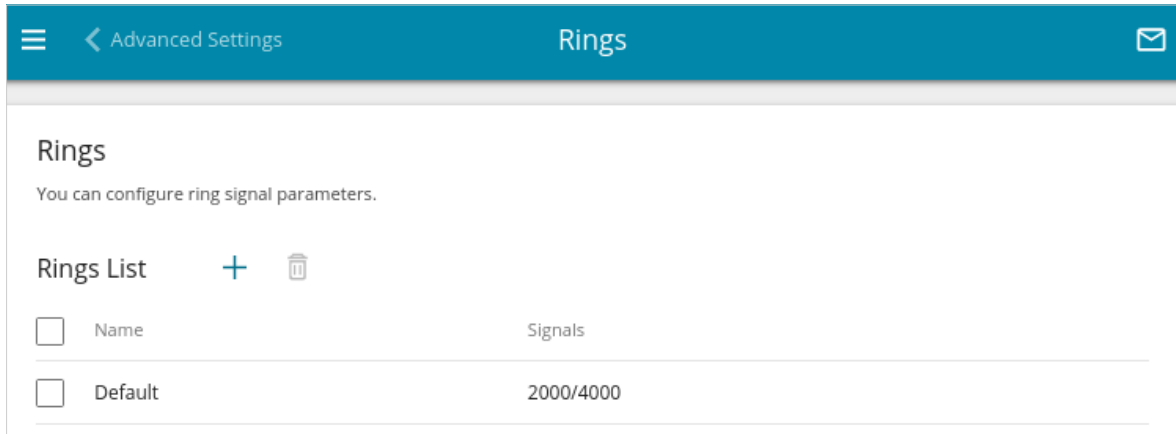 Advanced Settings Rings
Rings
You can configure ring signal parameters.
Rings List
Name Signals
Default 2000/4000